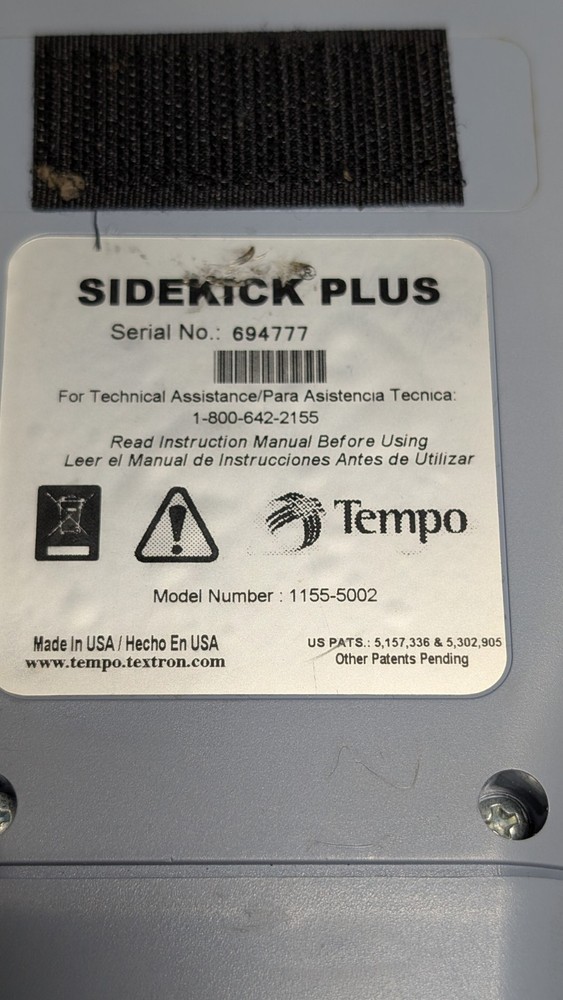 SIDEKICK® PLUS
Serial No.: 694777
For Technical Assistance/Para Asistencia Tecnica:
1-800-642-2155
Read Instruction Manual Before Using
Leer el Manual de Instrucciones Antes de Utilizar
Tempo
Model Number : 1155-5002
Made In USA / Hecho En USA
www.tempo.textron.com
US PATS.: 5,157,336 & 5,302,905
Other Patents Pending